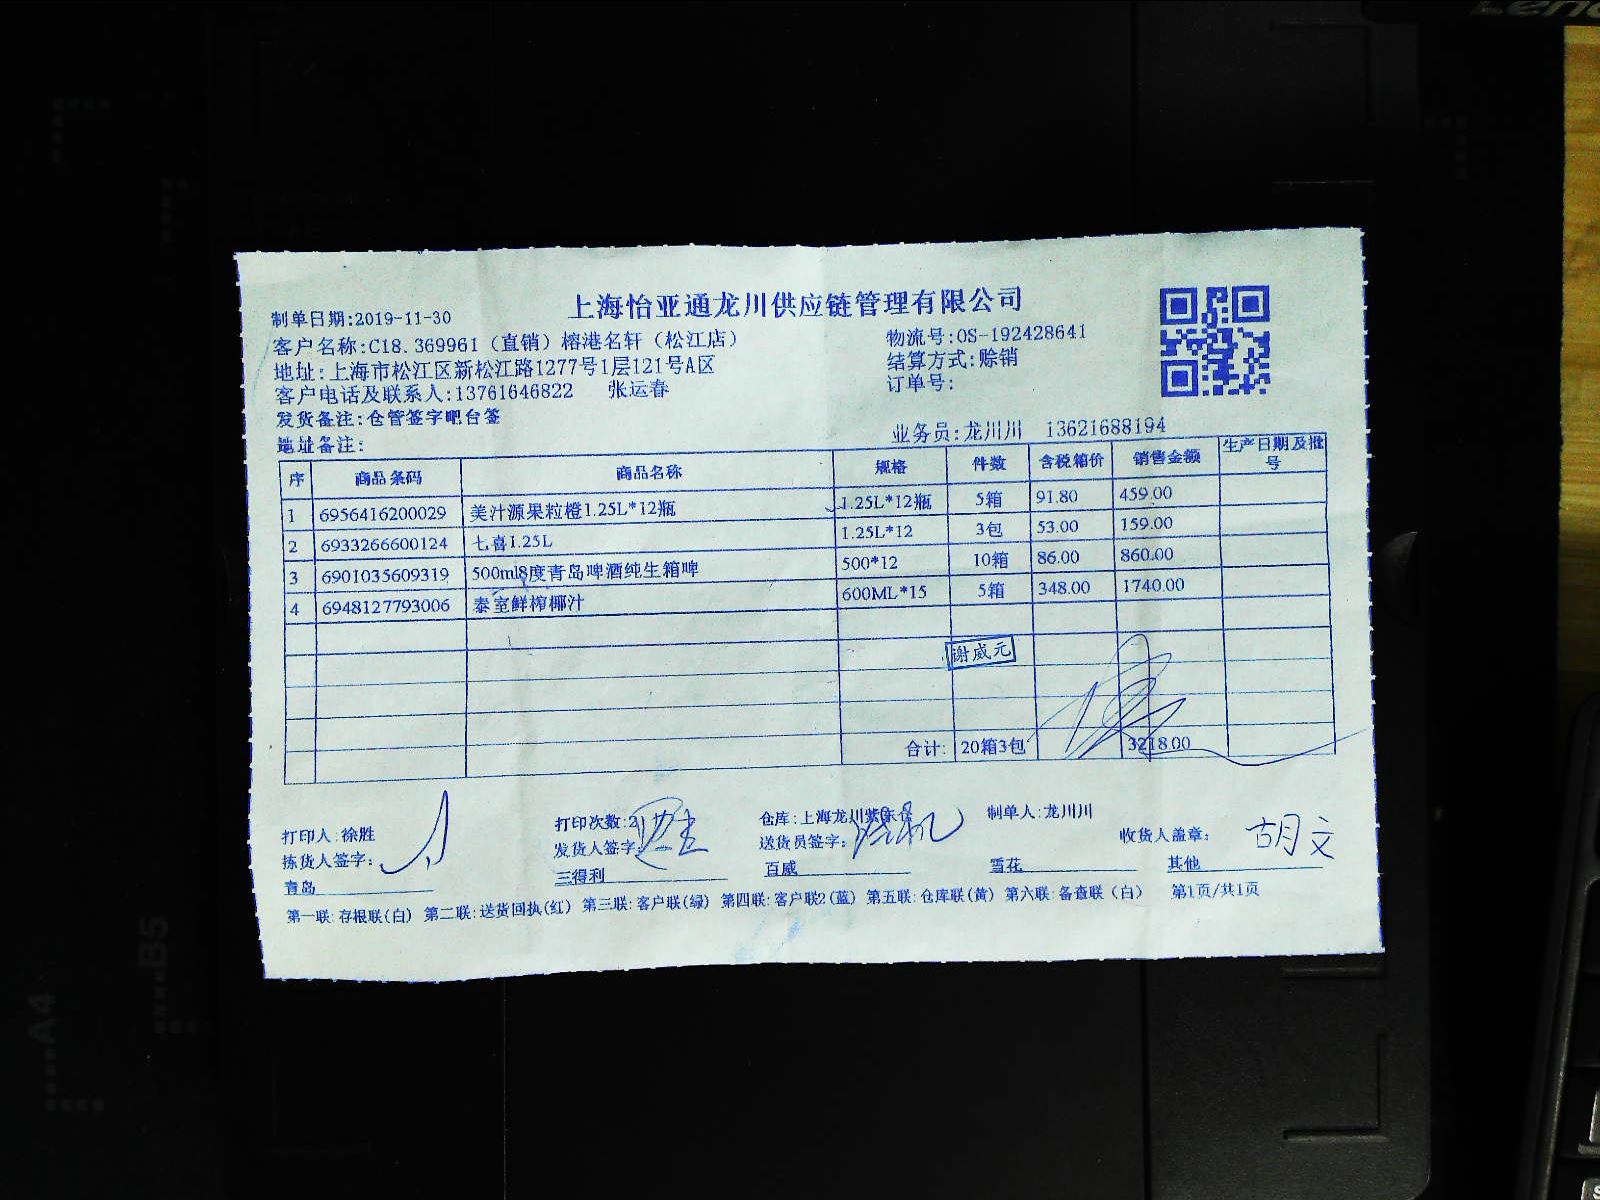 Leno
上海怡亚通龙川供应链管理有限公司
制单日期:2019-11-30
客户名称:C18.369961（直销）榕港名轩（松江店） 物流号:OS-192428641
地址:上海市松江区新松江路1277号1层121号A区 结算方式:赊销
客户电话及联系人:13761646822 张运春 订单号:
发货备注:仓管签字吧台签
地址备注: 业务员:龙川川 13621688194
序 商品条码 商品名称 规格 件数 含税箱价 销售金额 生产日期及批号
1 6956416200029 美汁源果粒橙1.25L*12瓶 1.25L*12瓶 5箱 91.80 459.00
2 6933266600124 七喜1.25L 1.25L*12 3包 53.00 159.00
3 6901035609319 500ml8度青岛啤酒纯生箱啤 500*12 10箱 86.00 860.00
4 6948127793006 泰室鲜榨椰汁 600ML*15 5箱 348.00 1740.00
谢威元
合计: 20箱3包 3218.00
打印人:徐胜 打印次数:2 仓库:上海龙川 制单人:龙川川
拣货人签字: 发货人签字: 送货员签字: 收货人盖章: 胡文
青岛 三得利 百威 雪花 其他
第一联:存根联(白) 第二联:送货回执(红) 第三联:客户联(绿) 第四联:客户联2(蓝) 第五联:仓库联(黄) 第六联:备查联（白） 第1页/共1页
A4
B5